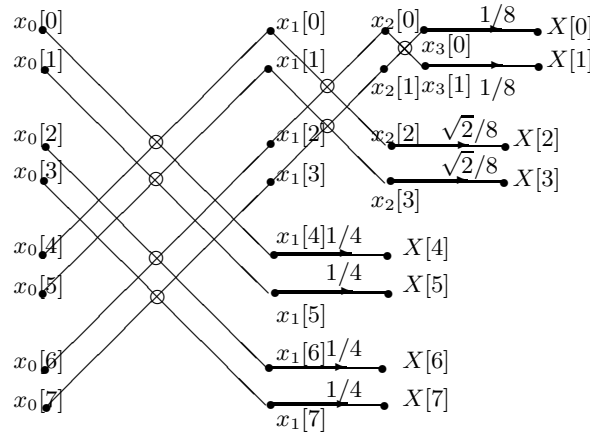 x₀[0] x₁[0] x₂[0] 1/8 X[0]
x₃[0]
x₀[1] x₁[1] x₂[1] x₃[1] 1/8 X[1]
x₀[2] x₁[2] x₂[2] √2/8 X[2]
x₀[3] x₁[3] √2/8 X[3]
x₂[3]
x₀[4] x₁[4] 1/4 X[4]
x₀[5] 1/4 X[5]
x₁[5]
x₀[6] x₁[6] 1/4 X[6]
x₀[7] 1/4 X[7]
x₁[7]